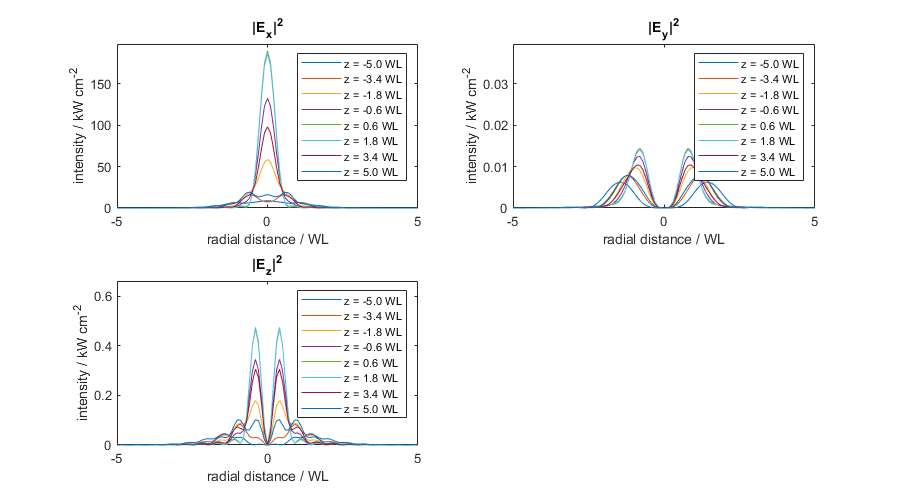 |Ex|2
intensity / kW cm-2
150
100
50
0
-5
0
5
radial distance / WL
z = -5.0 WL
z = -3.4 WL
z = -1.8 WL
z = -0.6 WL
z = 0.6 WL
z = 1.8 WL
z = 3.4 WL
z = 5.0 WL
|Ey|2
intensity / kW cm-2
0.03
0.02
0.01
0
-5
0
5
radial distance / WL
z = -5.0 WL
z = -3.4 WL
z = -1.8 WL
z = -0.6 WL
z = 0.6 WL
z = 1.8 WL
z = 3.4 WL
z = 5.0 WL
|Ez|2
intensity / kW cm-2
0.6
0.4
0.2
0
-5
0
5
radial distance / WL
z = -5.0 WL
z = -3.4 WL
z = -1.8 WL
z = -0.6 WL
z = 0.6 WL
z = 1.8 WL
z = 3.4 WL
z = 5.0 WL